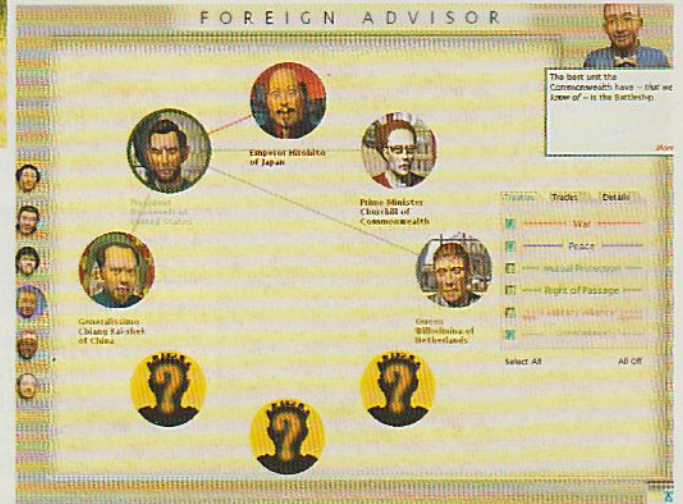 FOREIGN ADVISOR
The best unit the
Commonwealth have -- that we
know of -- is the Battleship.
More
Emperor Hirohito
of Japan
President
Roosevelt of
United States
Prime Minister
Churchill of
Commonwealth
Treaties Trades Details
War
Peace
Mutual Protection
Right of Passage
Military Alliance
Generalissimo
Chiang Kai-shek
of China
Queen
Wilhelmina of
Netherlands
Select All All Off